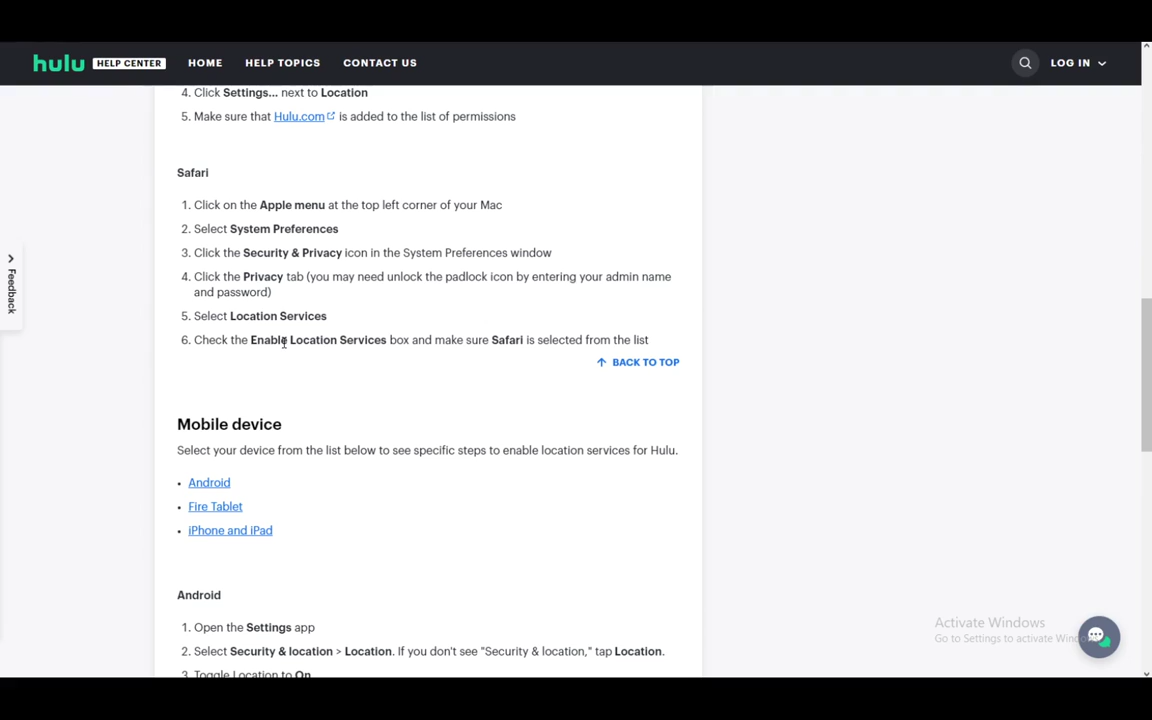 hulu HELP CENTER HOME HELP TOPICS CONTACT US LOG IN
4. Click Settings... next to Location
5. Make sure that Hulu.com is added to the list of permissions
Safari
1. Click on the Apple menu at the top left corner of your Mac
2. Select System Preferences
3. Click the Security & Privacy icon in the System Preferences window
4. Click the Privacy tab (you may need unlock the padlock icon by entering your admin name
and password)
5. Select Location Services
6. Check the Enable Location Services box and make sure Safari is selected from the list
BACK TO TOP
Feedback
Mobile device
Select your device from the list below to see specific steps to enable location services for Hulu.
• Android
• Fire Tablet
• iPhone and iPad
Android
1. Open the Settings app
2. Select Security & location > Location. If you don't see "Security & location," tap Location.
3. Toggle Location to On
Activate Windows
Go to Settings to activate Windows